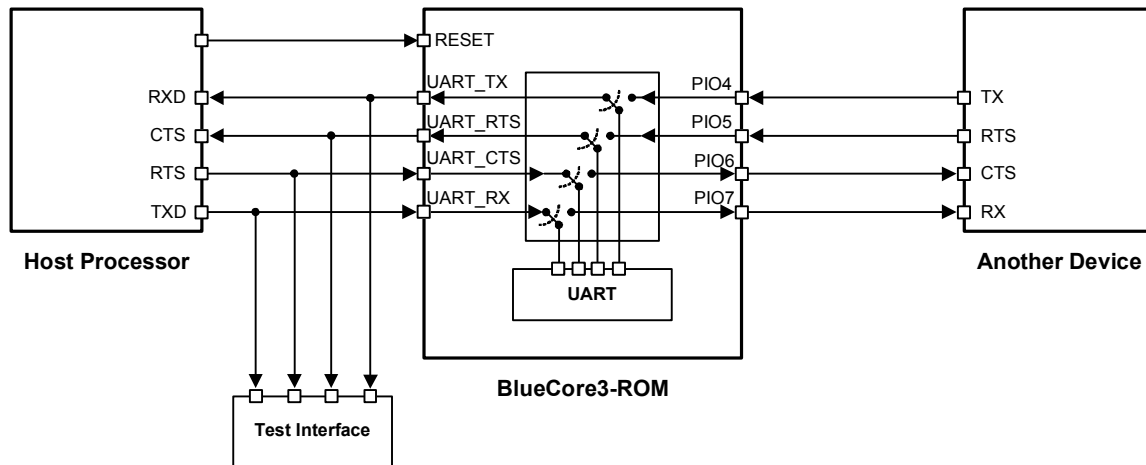 RESET
RXD
UART_TX
PIO4
TX
CTS
UART_RTS
PIO5
RTS
RTS
UART_CTS
PIO6
CTS
TXD
UART_RX
PIO7
RX
Host Processor
Another Device
UART
BlueCore3-ROM
Test Interface